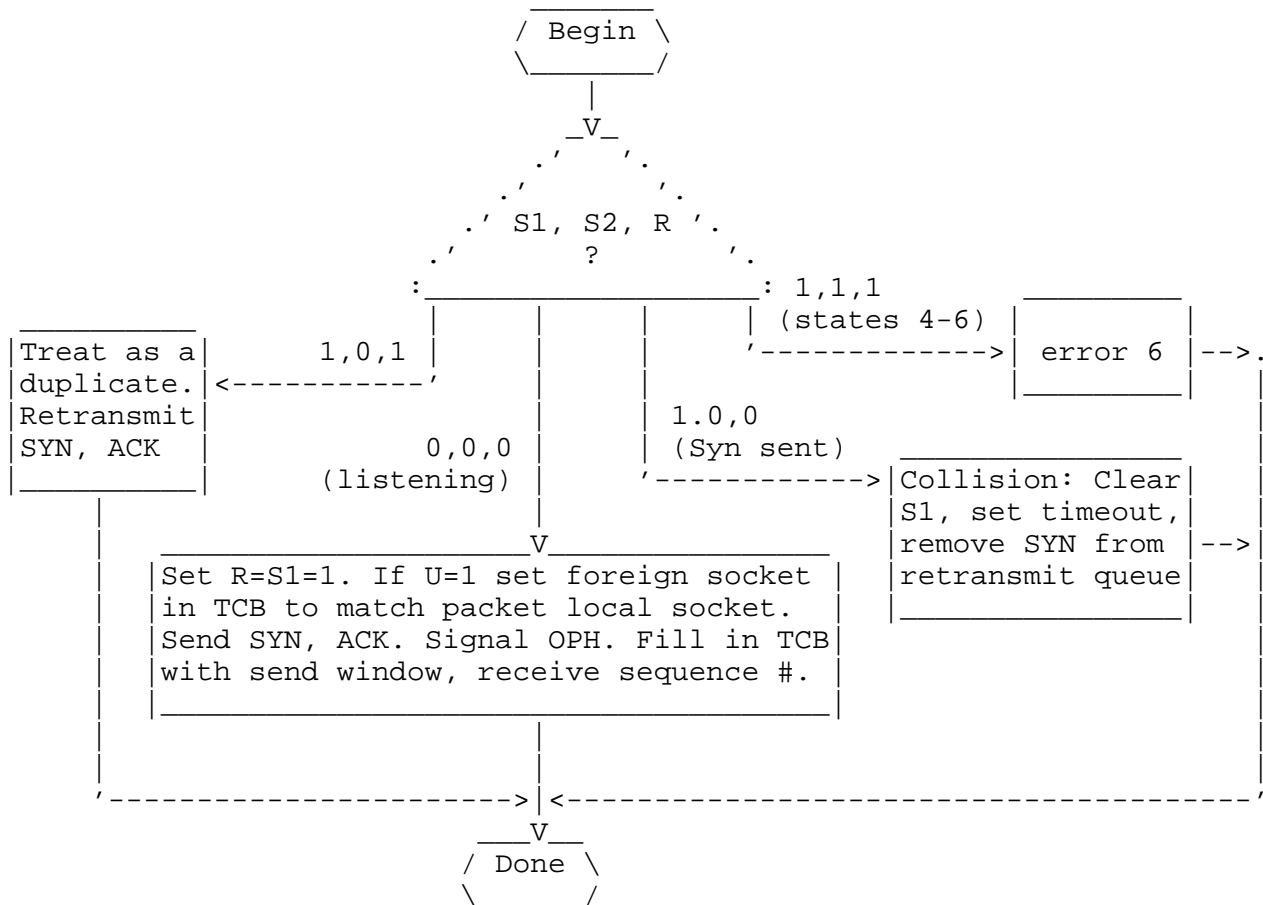 Begin
S1, S2, R
?
1,1,1
(states 4-6)
error 6
1,0,1
Treat as a
duplicate.
Retransmit
SYN, ACK
0,0,0
(listening)
1.0,0
(Syn sent)
Collision: Clear
S1, set timeout,
remove SYN from
retransmit queue
Set R=S1=1. If U=1 set foreign socket
in TCB to match packet local socket.
Send SYN, ACK. Signal OPH. Fill in TCB
with send window, receive sequence #.
Done